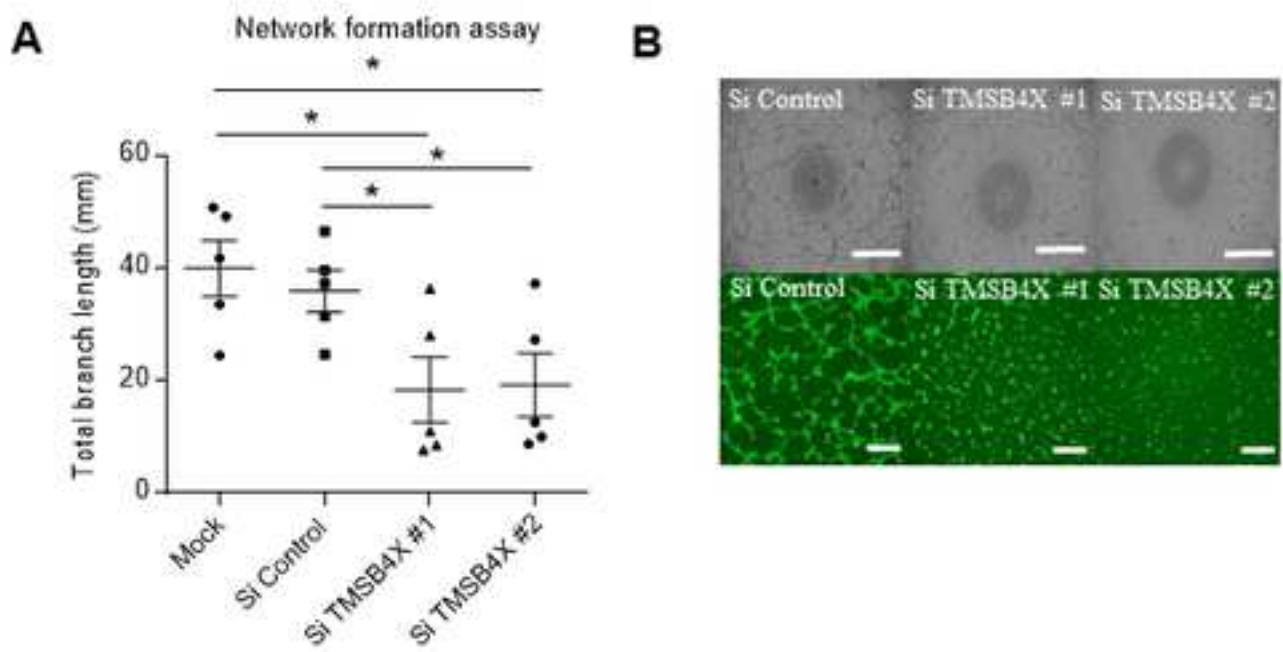 A
Network formation assay
*
*
*
*
Total branch length (mm)
60
40
20
0
Mock
Si Control
Si TMSB4X #1
Si TMSB4X #2
B
Si Control
Si TMSB4X #1
Si TMSB4X #2
Si Control
Si TMSB4X #1
Si TMSB4X #2